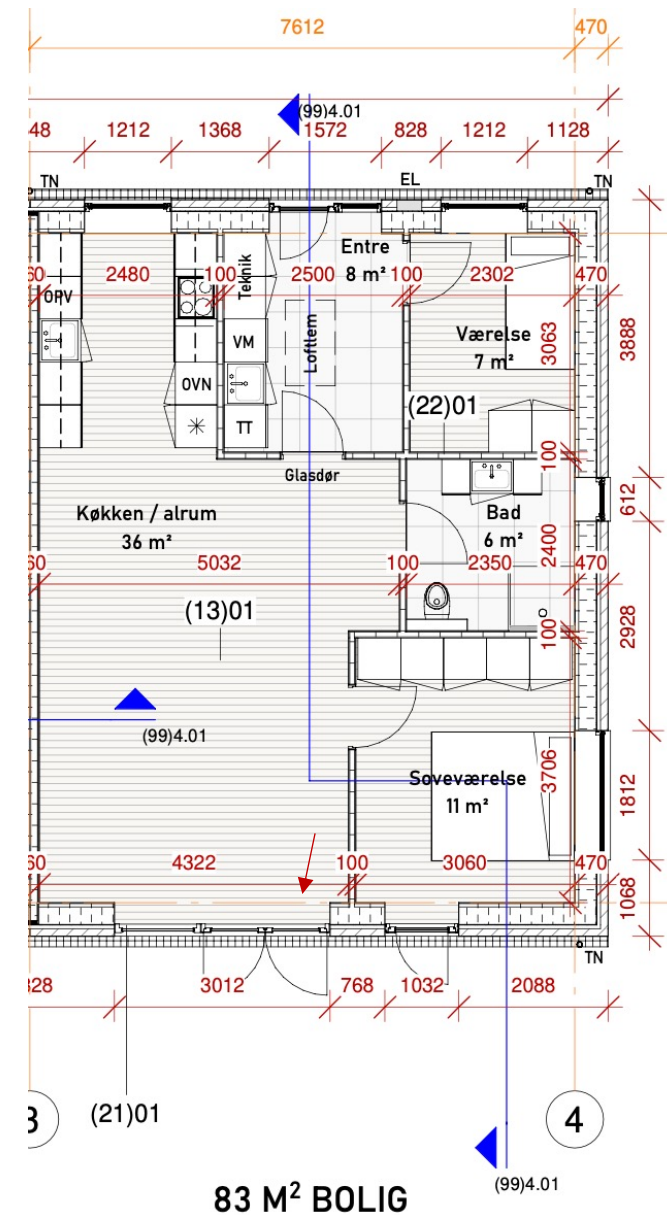 7612 470
(99)4.01
48 1212 1368 1572 828 1212 1128
TN EL TN
Entre
8 m²
60 2480 100 2500 100 2302 470
OPV Teknik
VM Loftlem
Værelse
7 m²
3063
3888
OVN
TT
(22)01
Glasdør
100
612
Køkken / alrum
36 m²
Bad
6 m²
2400
60 5032 100 2350 470
(13)01
100
2928
(99)4.01
Soveværelse
11 m²
3706
1812
60 4322 100 3060 470
1068
TN
328 3012 768 1032 2088
(21)01
4
(99)4.01
83 M² BOLIG